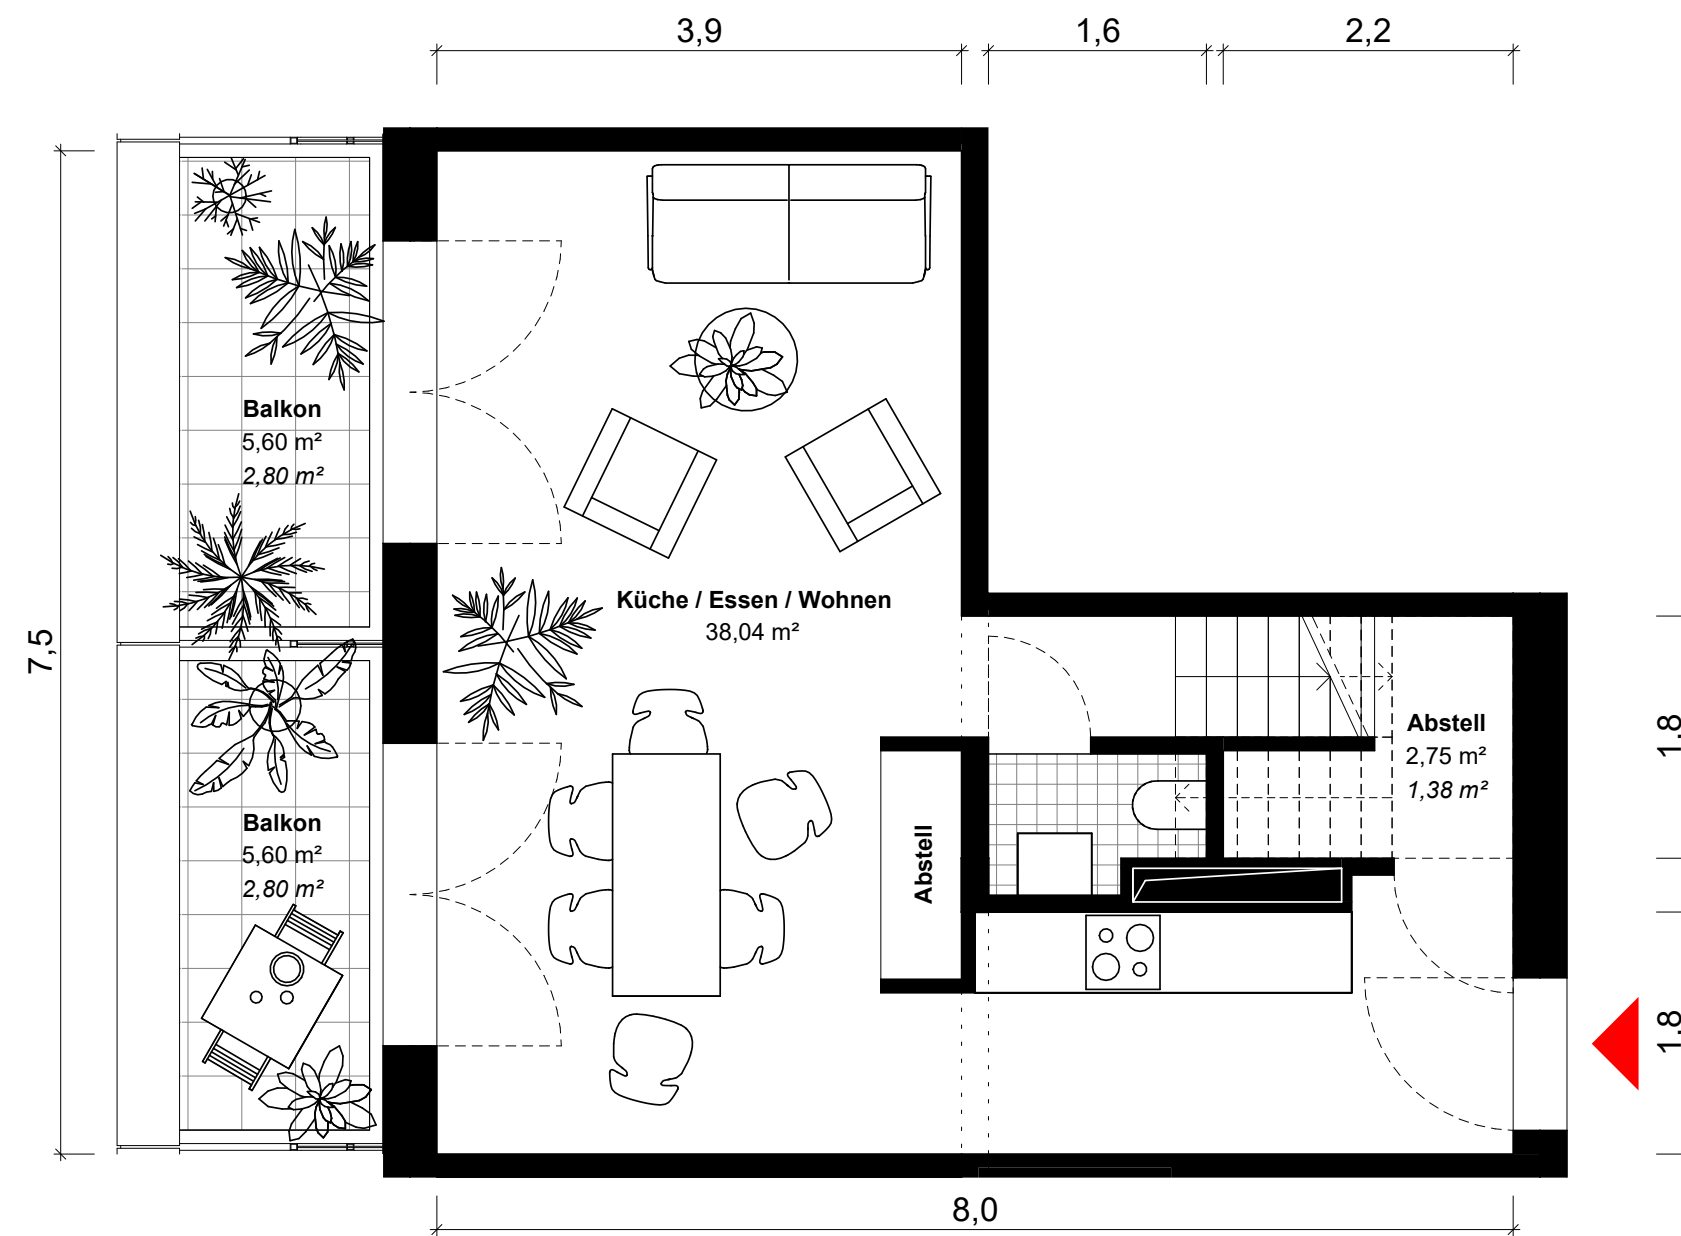 3,9
1,6
2,2
7,5
Balkon
5,60 m²
2,80 m²
Küche / Essen / Wohnen
38,04 m²
Abstell
2,75 m²
1,38 m²
1,8
Balkon
5,60 m²
2,80 m²
Abstell
1,8
8,0